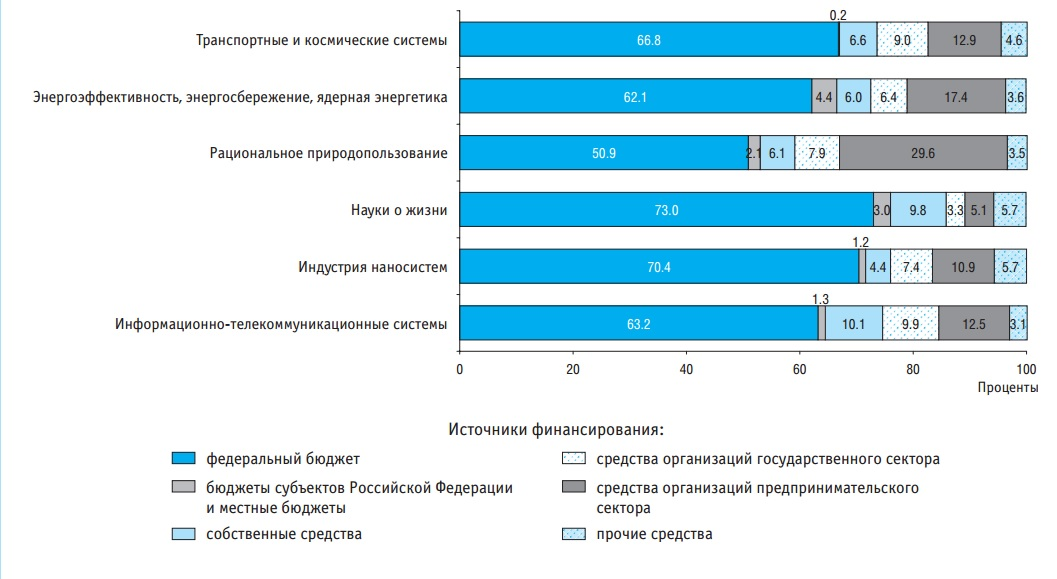 0.2
Транспортные и космические системы 66.8 6.6 9.0 12.9 4.6
Энергоэффективность, энергосбережение, ядерная энергетика 62.1 4.4 6.0 6.4 17.4 3.6
Рациональное природопользование 50.9 2.1 6.1 7.9 29.6 3.5
Науки о жизни 73.0 3.0 9.8 3.3 5.1 5.7
1.2
Индустрия наносистем 70.4 4.4 7.4 10.9 5.7
1.3
Информационно-телекоммуникационные системы 63.2 10.1 9.9 12.5 3.1
0 20 40 60 80 100
Проценты
Источники финансирования:
федеральный бюджет
бюджеты субъектов Российской Федерации
и местные бюджеты
собственные средства
средства организаций государственного сектора
средства организаций предпринимательского
сектора
прочие средства